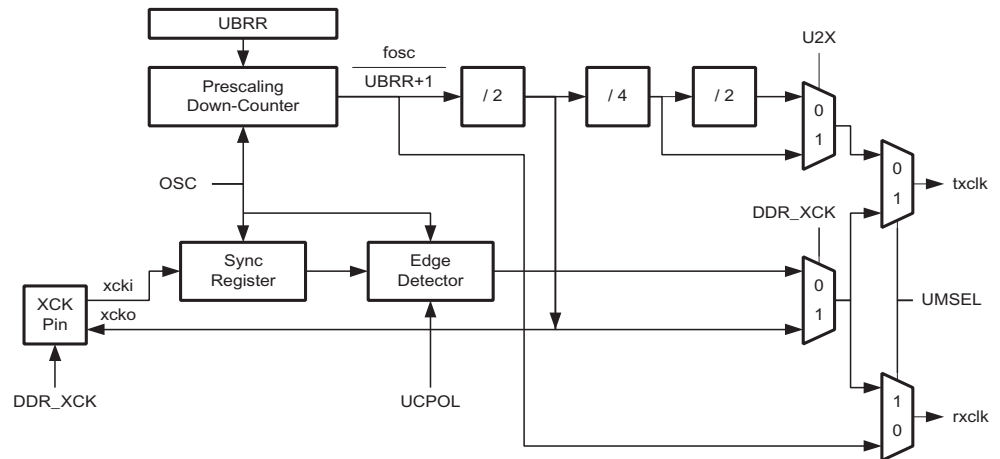 UBRR
fosc
U2X
Prescaling
Down-Counter
UBRR+1
/ 2
/ 4
/ 2
0
1
OSC
0
1
txclk
DDR_XCK
Sync
Register
Edge
Detector
xcki
0
1
UMSEL
XCK
Pin
xcko
DDR_XCK
UCPOL
1
0
rxclk